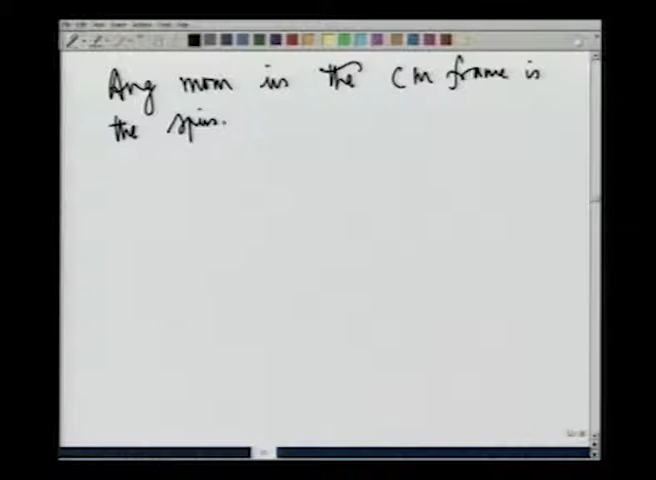 Ang mom in the CM frame is
the spin.